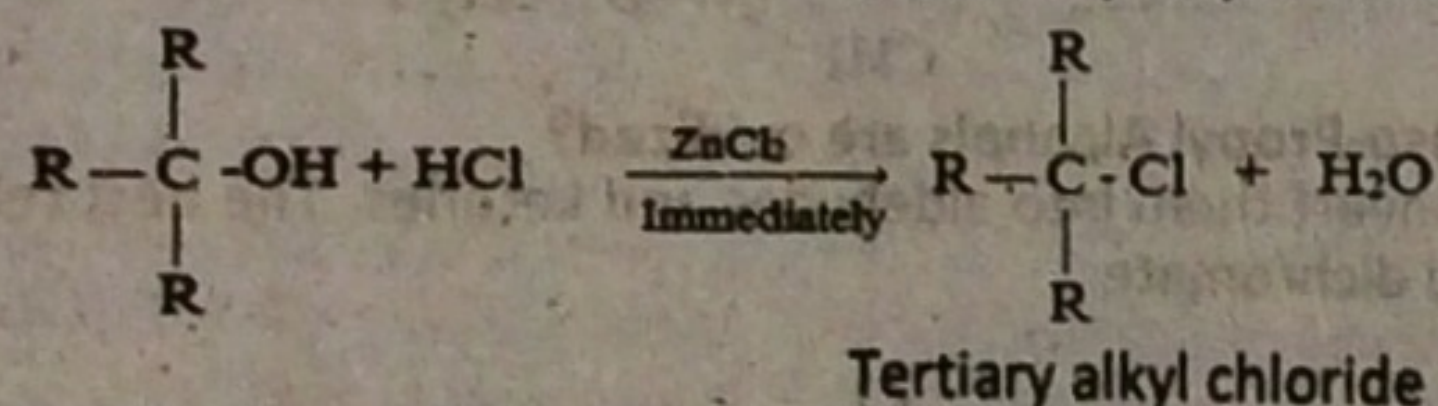 R
R—C-OH + HCl ZnCl₂ R—C-Cl + H₂O
Immediately
R
R
R
Tertiary alkyl chloride